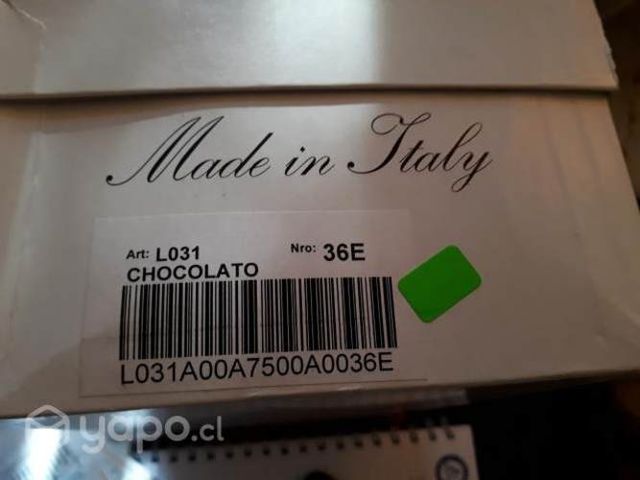 Made in Italy
Art: L031 Nro: 36E
CHOCOLATO
L031A00A7500A0036E
yapo.cl